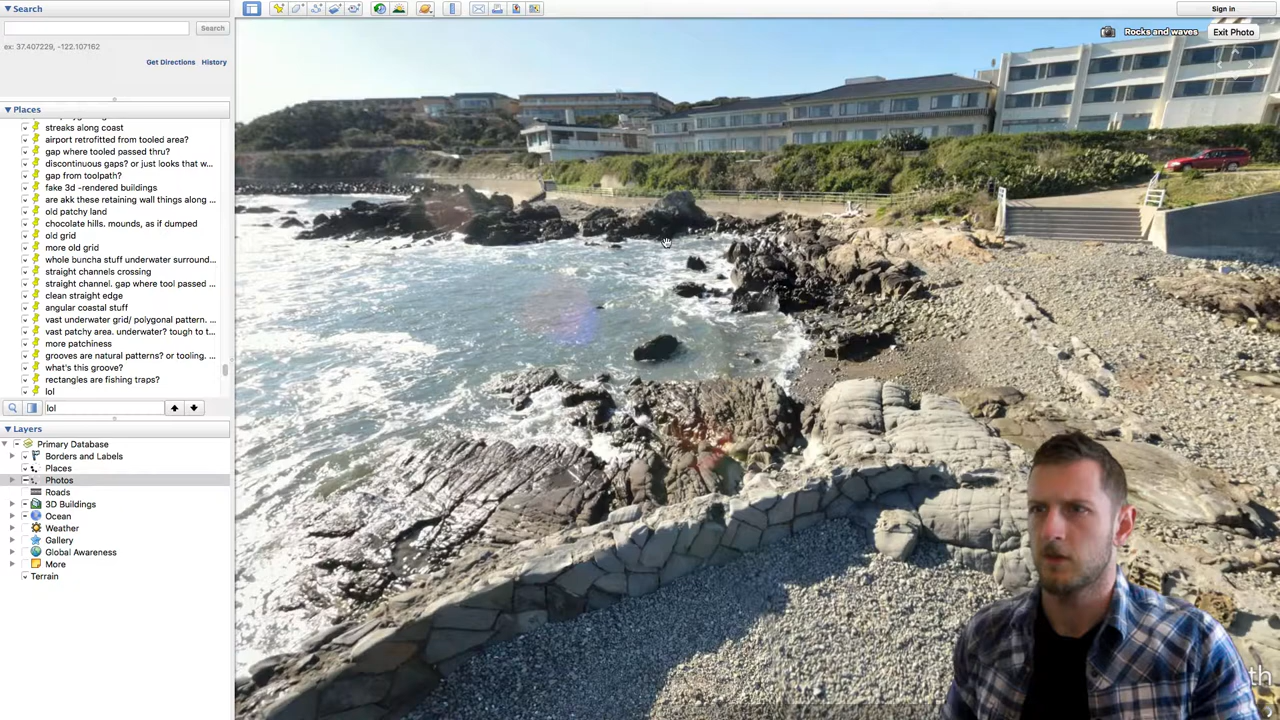 Search
Sign in
Search
ex: 37.407229, -122.107162
Get Directions History
Rocks and waves
Exit Photo
Places
streaks along coast
airport retrofitted from tooled area?
gap where tooled passed thru?
discontinuous gaps? or just looks that w...
gap from toolpath?
fake 3d -rendered buildings
are akk these retaining wall things along ...
old patchy land
chocolate hills. mounds, as if dumped
old grid
more old grid
whole buncha stuff underwater surround...
straight channels crossing
straight channel. gap where tool passed ...
clean straight edge
angular coastal stuff
vast underwater grid/ polygonal pattern. ...
vast patchy area. underwater? tough to t...
more patchiness
grooves are natural patterns? or tooling. ...
what's this groove?
rectangles are fishing traps?
lol
lol
Layers
Primary Database
Borders and Labels
Places
Photos
Roads
3D Buildings
Ocean
Weather
Gallery
Global Awareness
More
Terrain
th